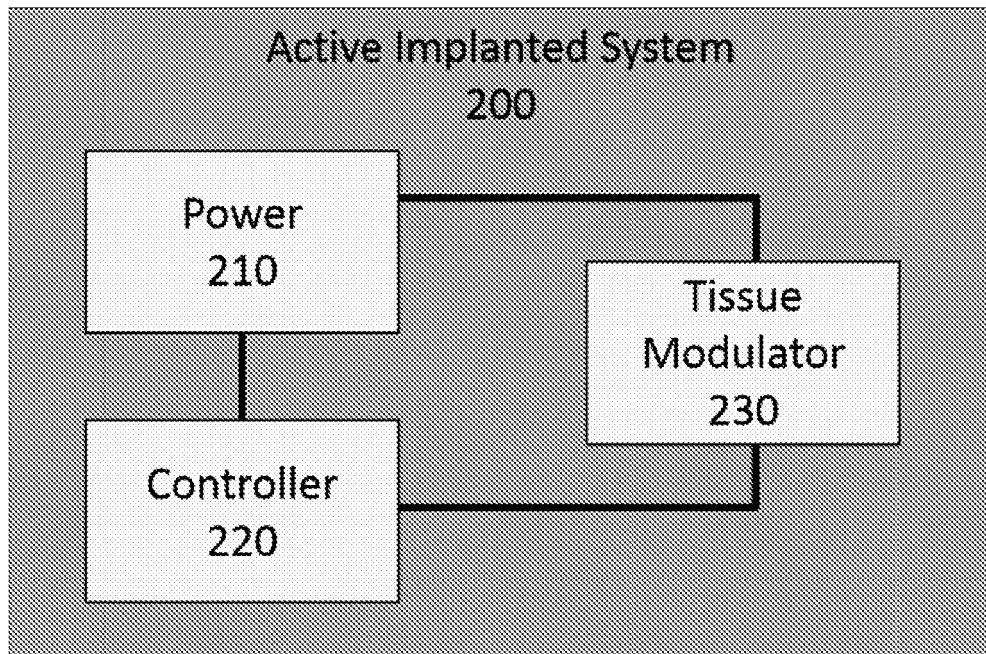 Active Implanted System
200
Power
210
Tissue
Modulator
230
Controller
220